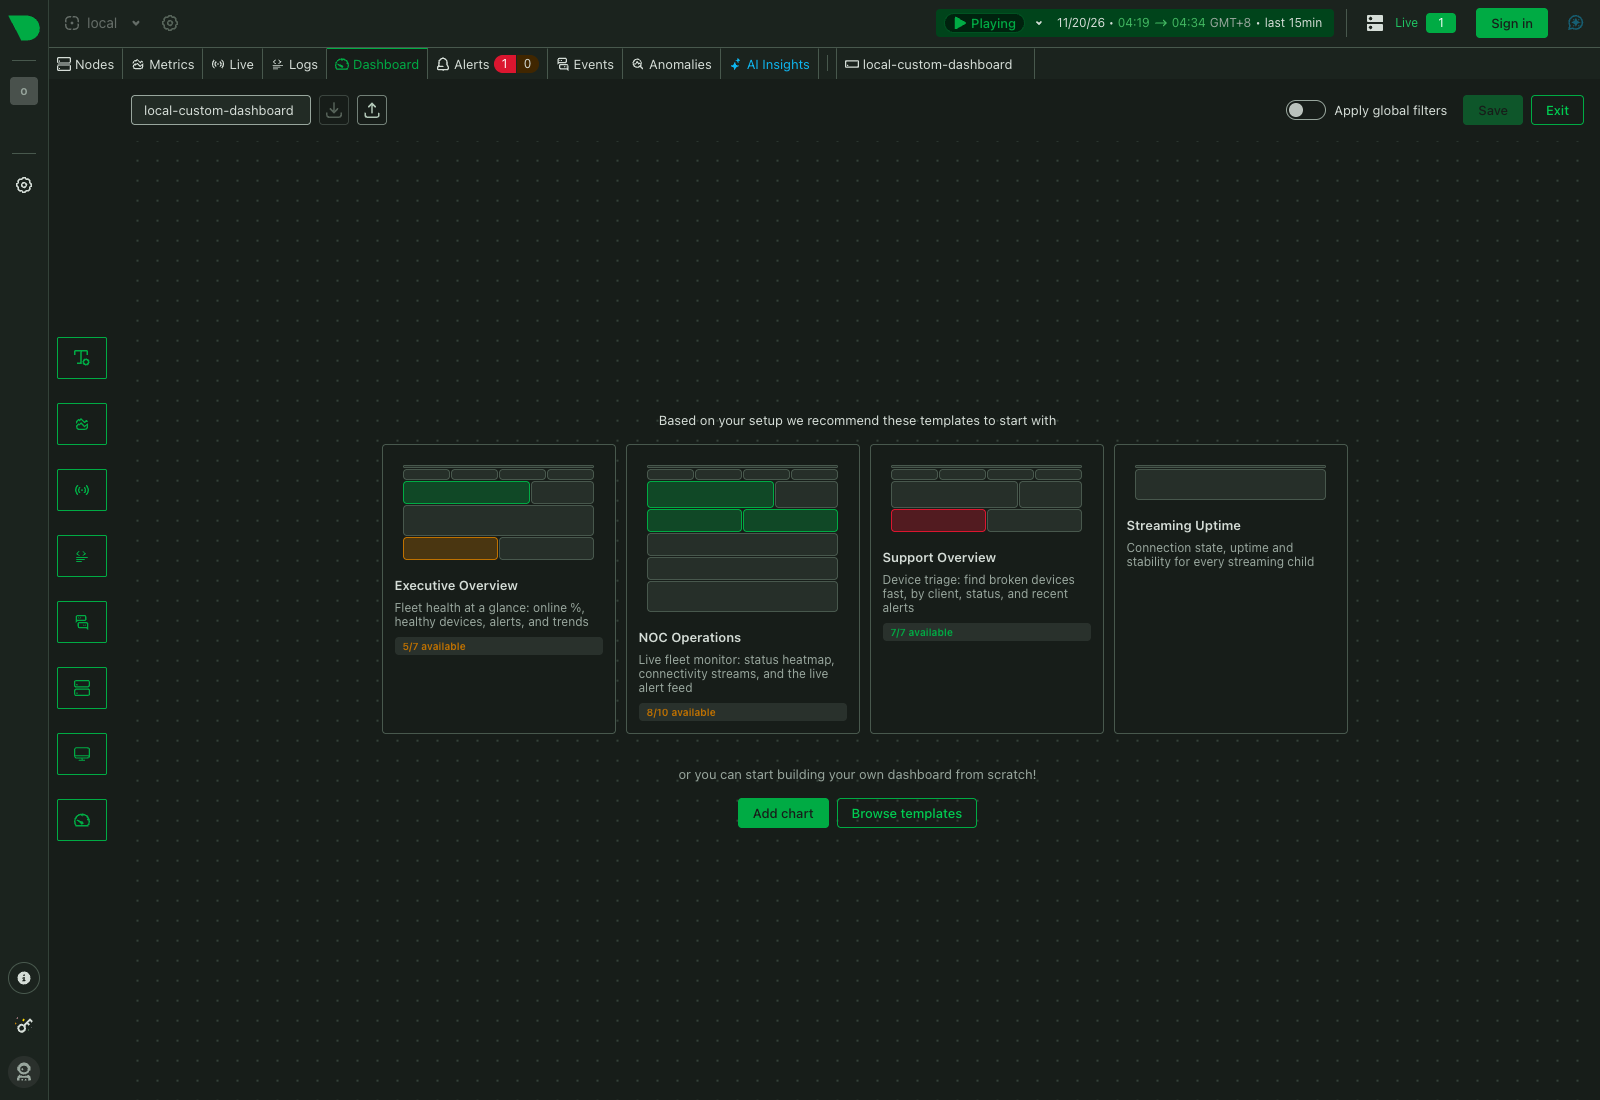 local
Playing
11/20/26 • 04:19 → 04:34 GMT+8 • last 15min
Live
1
Sign in
0
Nodes
Metrics
Live
Logs
Dashboard
Alerts 1 0
Events
Anomalies
AI Insights
local-custom-dashboard
local-custom-dashboard
Apply global filters
Save
Exit
Based on your setup we recommend these templates to start with
Executive Overview
Fleet health at a glance: online %,
healthy devices, alerts, and trends
5/7 available
NOC Operations
Live fleet monitor: status heatmap,
connectivity streams, and the live
alert feed
8/10 available
Support Overview
Device triage: find broken devices
fast, by client, status, and recent
alerts
7/7 available
Streaming Uptime
Connection state, uptime and
stability for every streaming child
or you can start building your own dashboard from scratch!
Add chart
Browse templates